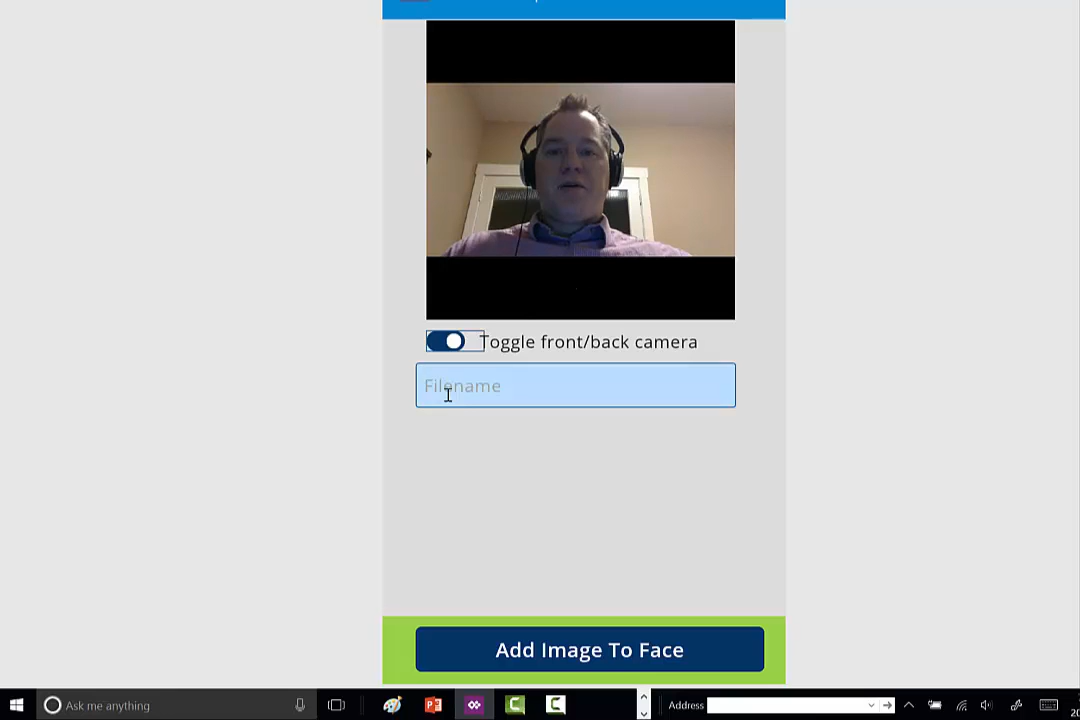 Toggle front/back camera
Filename
Add Image To Face
Ask me anything
Address